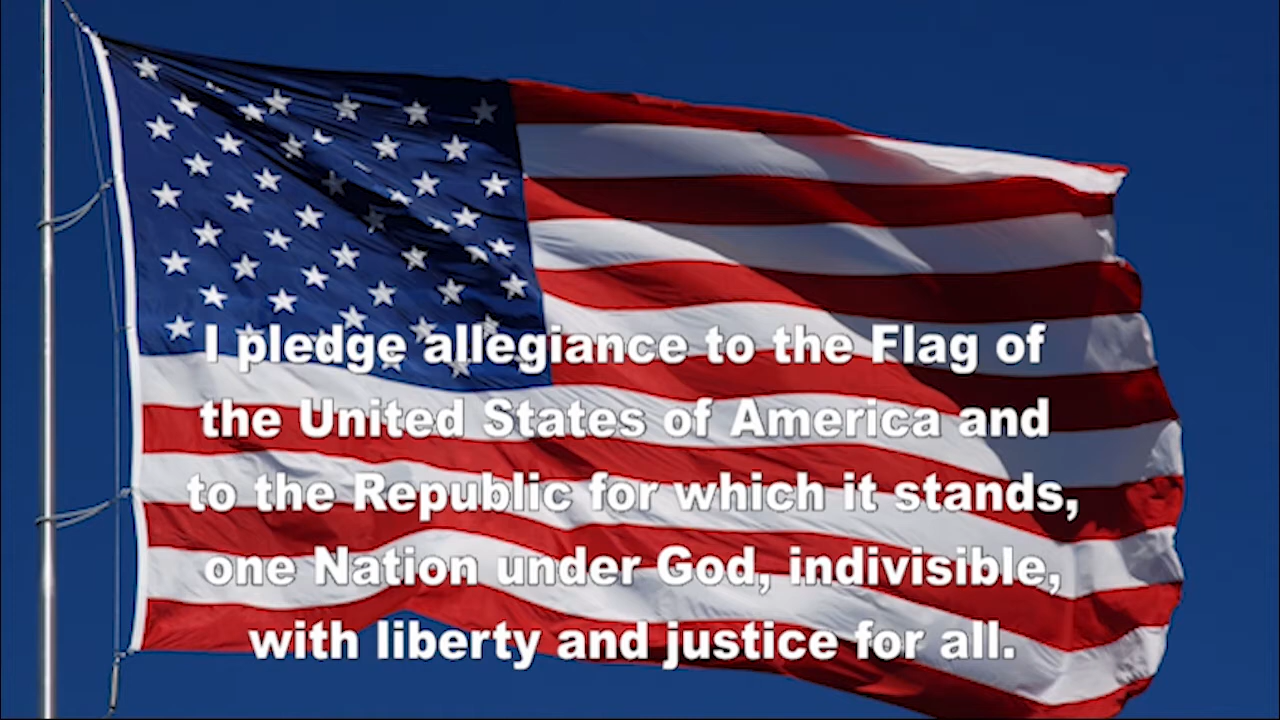 I pledge allegiance to the Flag of
the United States of America and
to the Republic for which it stands,
one Nation under God, indivisible,
with liberty and justice for all.